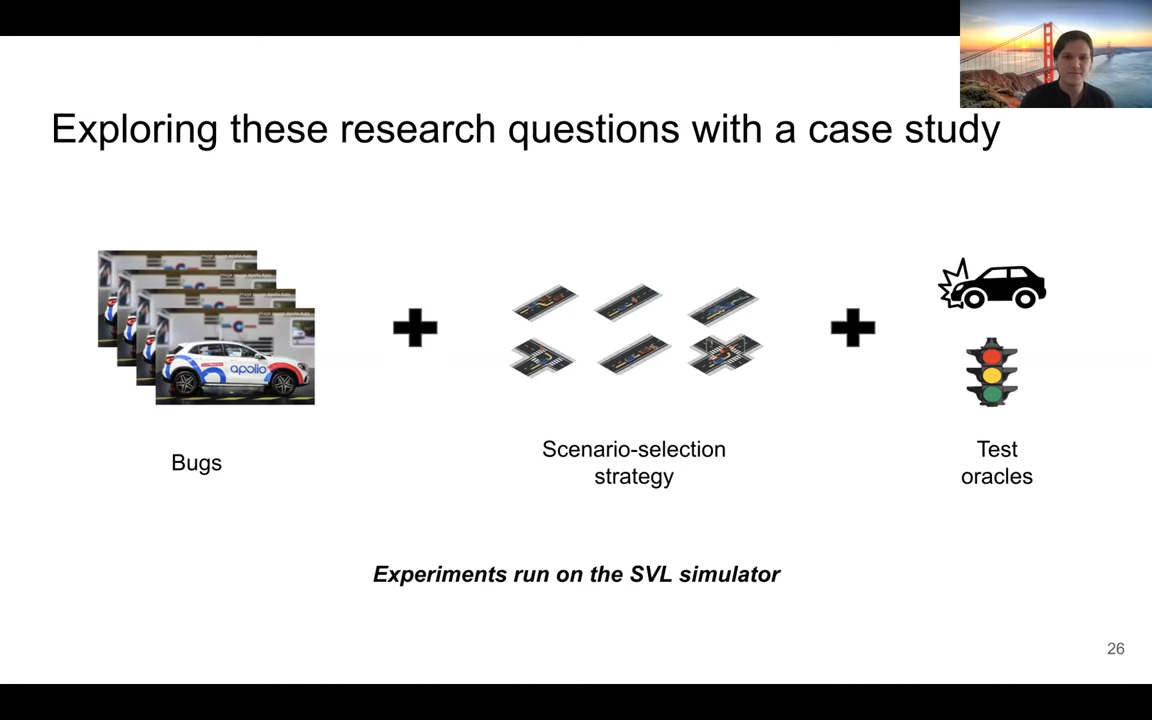 Exploring these research questions with a case study
apollo
Bugs
Scenario-selection
strategy
Test
oracles
Experiments run on the SVL simulator
26